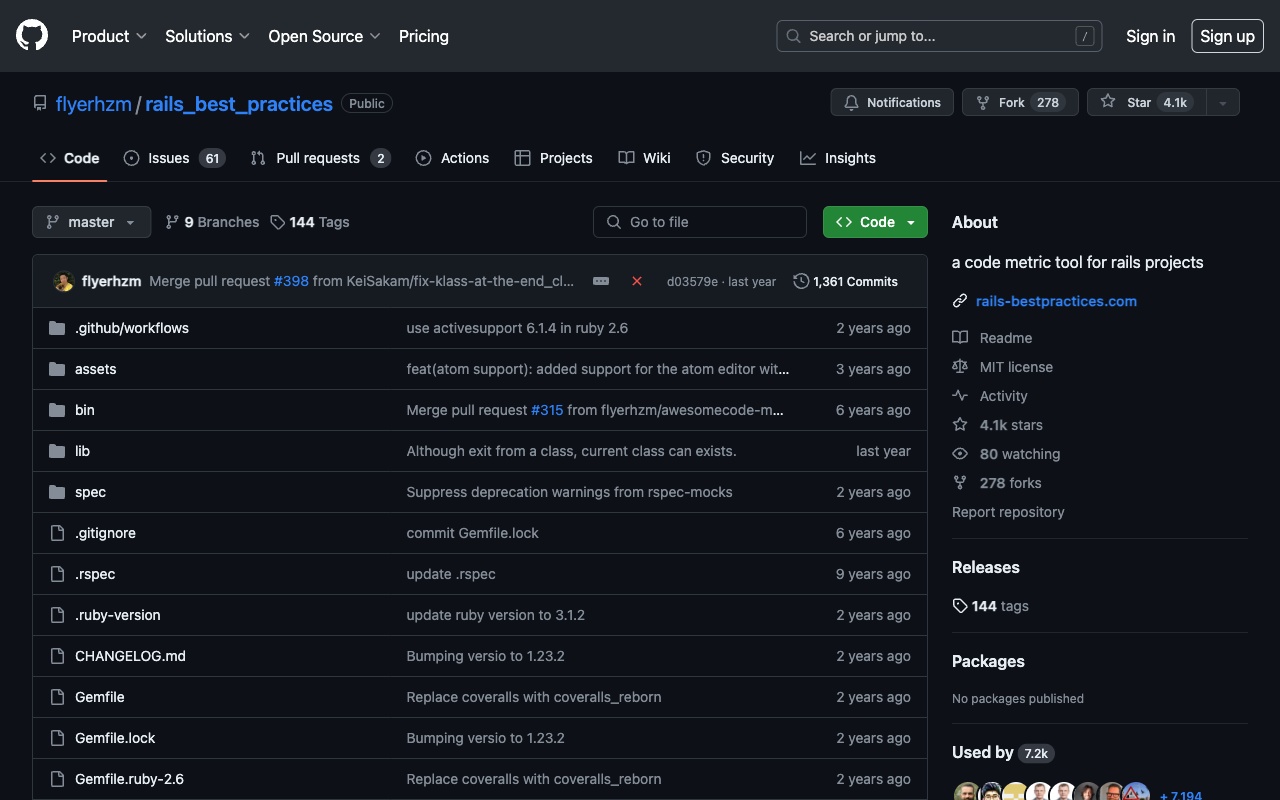 Product Solutions Open Source Pricing Search or jump to... / Sign in Sign up
flyerhzm / rails_best_practices Public Notifications Fork 278 Star 4.1k
Code Issues 61 Pull requests 2 Actions Projects Wiki Security Insights
master 9 Branches 144 Tags Go to file Code
flyerhzm Merge pull request #398 from KeiSakam/fix-klass-at-the-end_cl... d03579e · last year 1,361 Commits
.github/workflows use activesupport 6.1.4 in ruby 2.6 2 years ago
assets feat(atom support): added support for the atom editor wit... 3 years ago
bin Merge pull request #315 from flyerhzm/awesomecode-m... 6 years ago
lib Although exit from a class, current class can exists. last year
spec Suppress deprecation warnings from rspec-mocks 2 years ago
.gitignore commit Gemfile.lock 6 years ago
.rspec update .rspec 9 years ago
.ruby-version update ruby version to 3.1.2 2 years ago
CHANGELOG.md Bumping versio to 1.23.2 2 years ago
Gemfile Replace coveralls with coveralls_reborn 2 years ago
Gemfile.lock Bumping versio to 1.23.2 2 years ago
Gemfile.ruby-2.6 Replace coveralls with coveralls_reborn 2 years ago
About
a code metric tool for rails projects
rails-bestpractices.com
Readme
MIT license
Activity
4.1k stars
80 watching
278 forks
Report repository
Releases
144 tags
Packages
No packages published
Used by 7.2k
+ 7,194